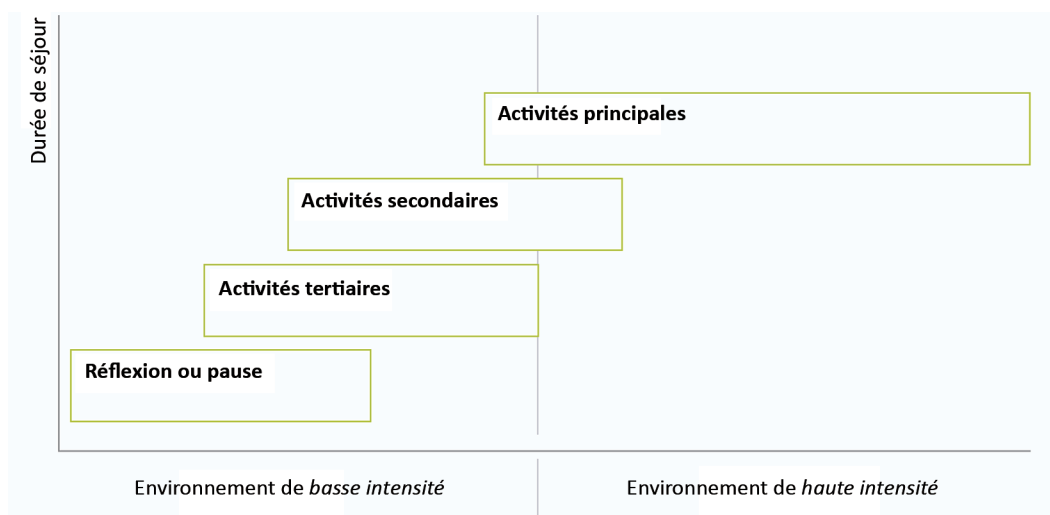 Durée de séjour
Activités principales
Activités secondaires
Activités tertiaires
Réflexion ou pause
Environnement de basse intensité
Environnement de haute intensité